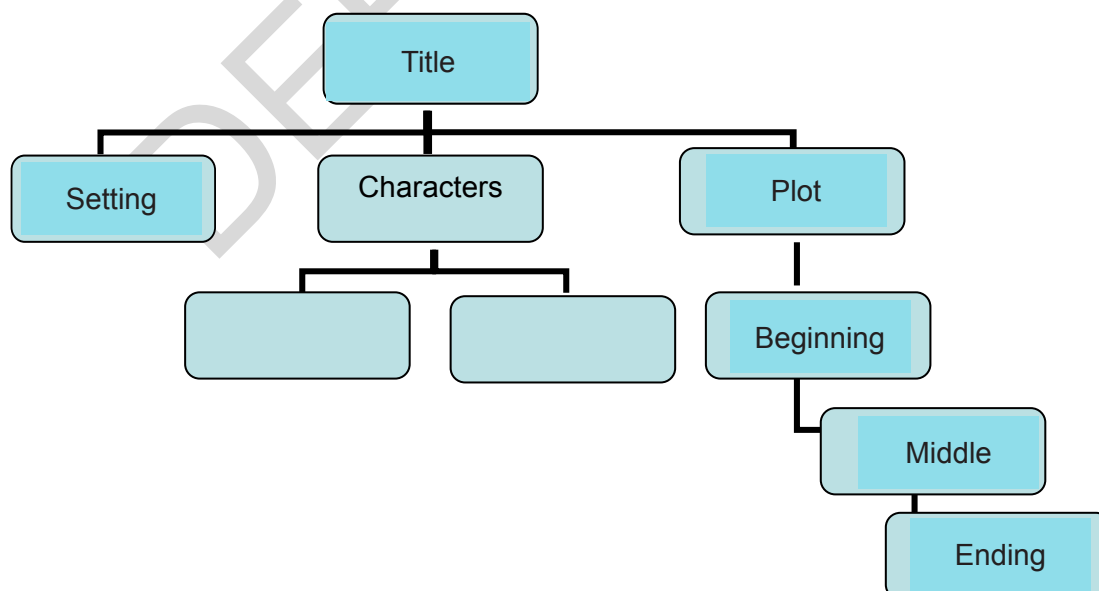 Title
Setting
Characters
Plot
Beginning
Middle
Ending